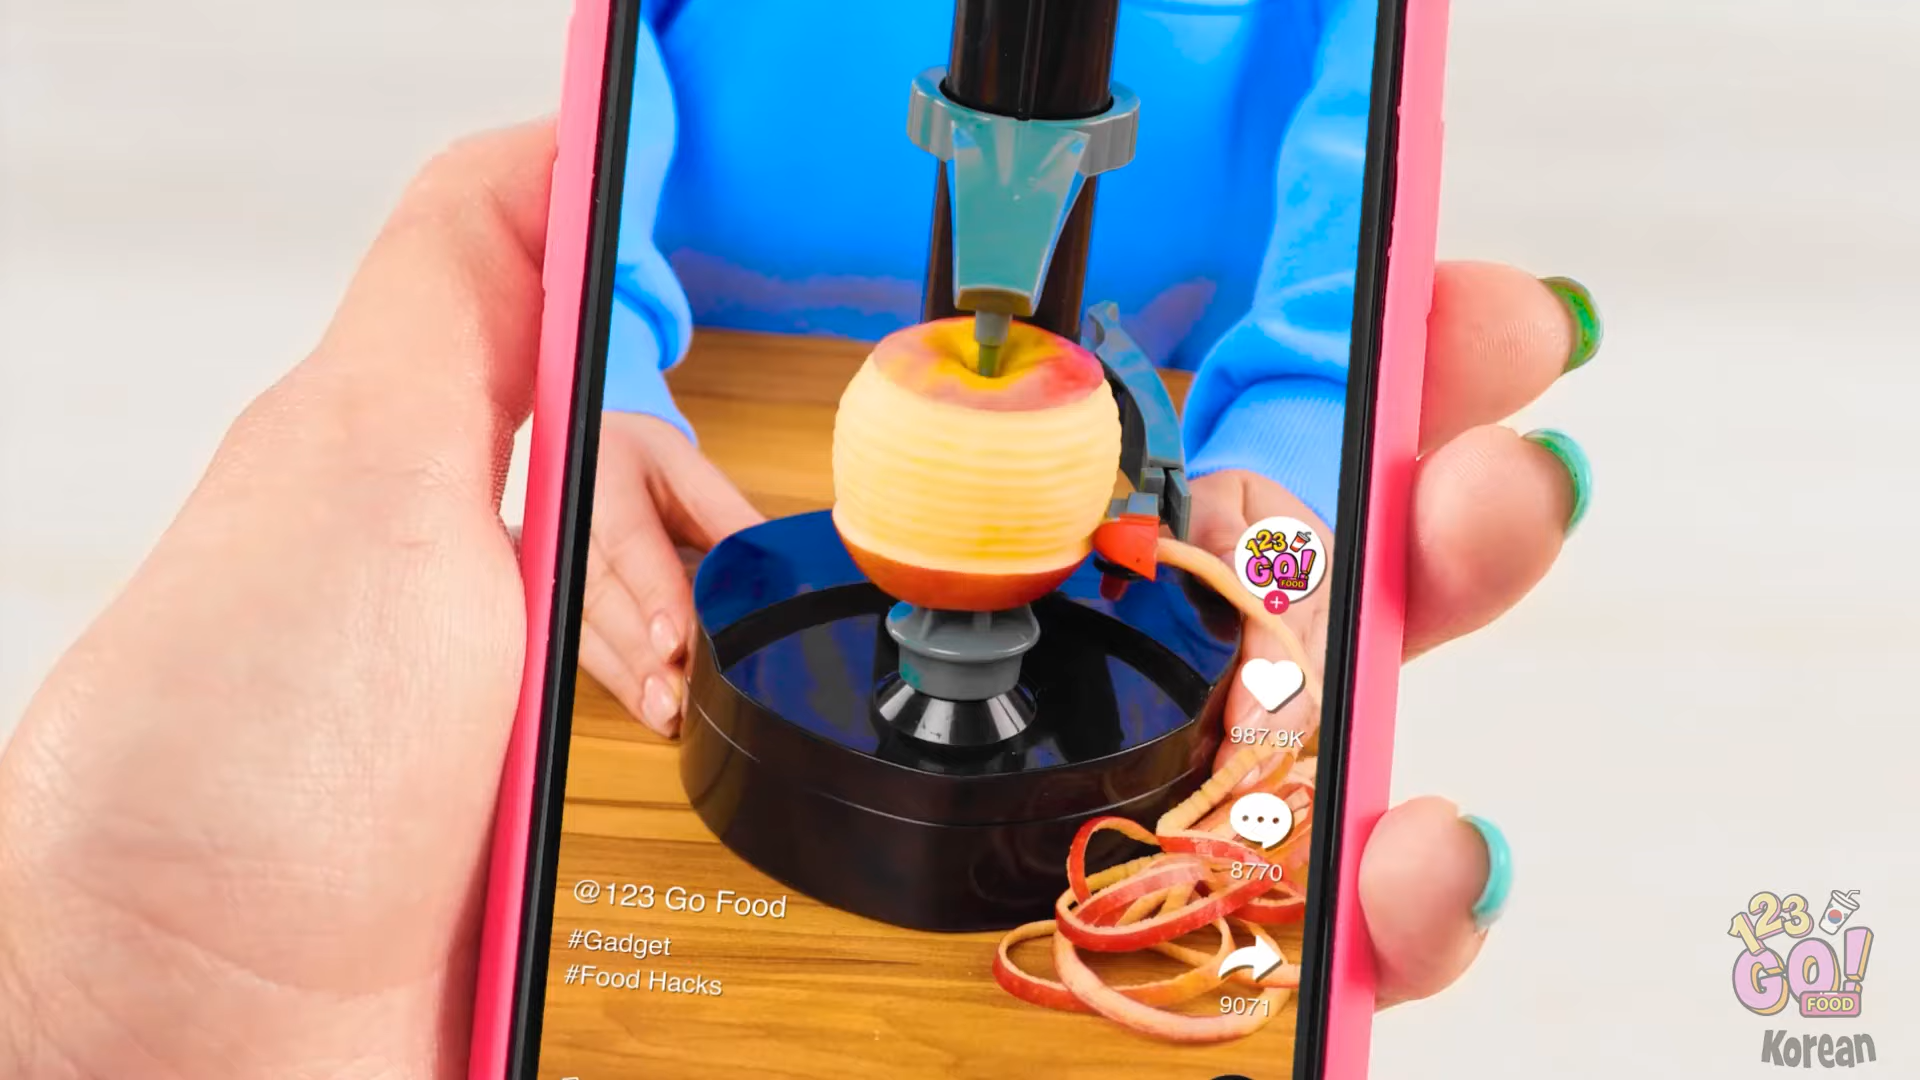 123
GO!
FOOD
987.9K
8770
@123 Go Food
#Gadget
#Food Hacks
9071
123
GO!
FOOD
Korean